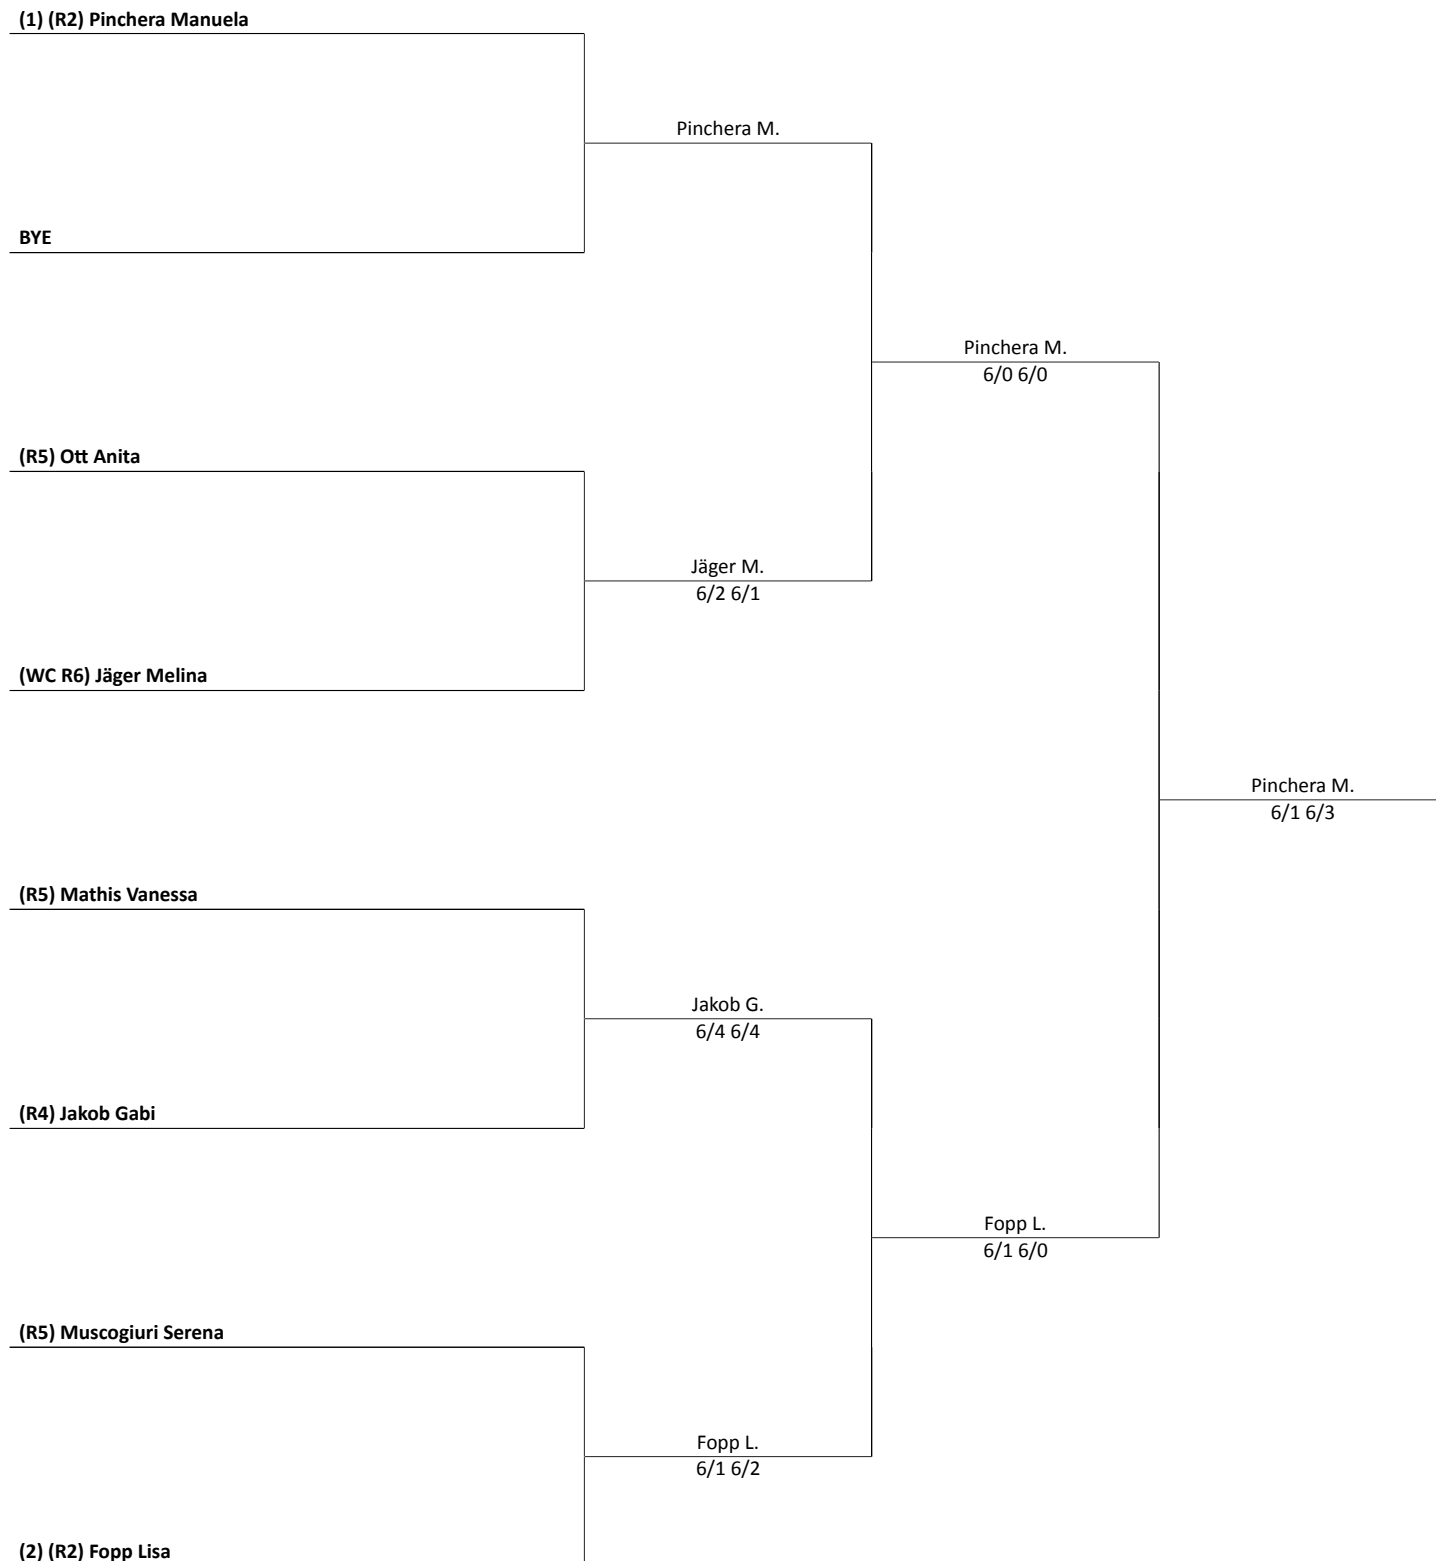 (1) (R2) Pinchera Manuela
Pinchera M.
BYE
Pinchera M.
6/0 6/0
(R5) Ott Anita
Jäger M.
6/2 6/1
(WC R6) Jäger Melina
Pinchera M.
6/1 6/3
(R5) Mathis Vanessa
Jakob G.
6/4 6/4
(R4) Jakob Gabi
Fopp L.
6/1 6/0
(R5) Muscogiuri Serena
Fopp L.
6/1 6/2
(2) (R2) Fopp Lisa